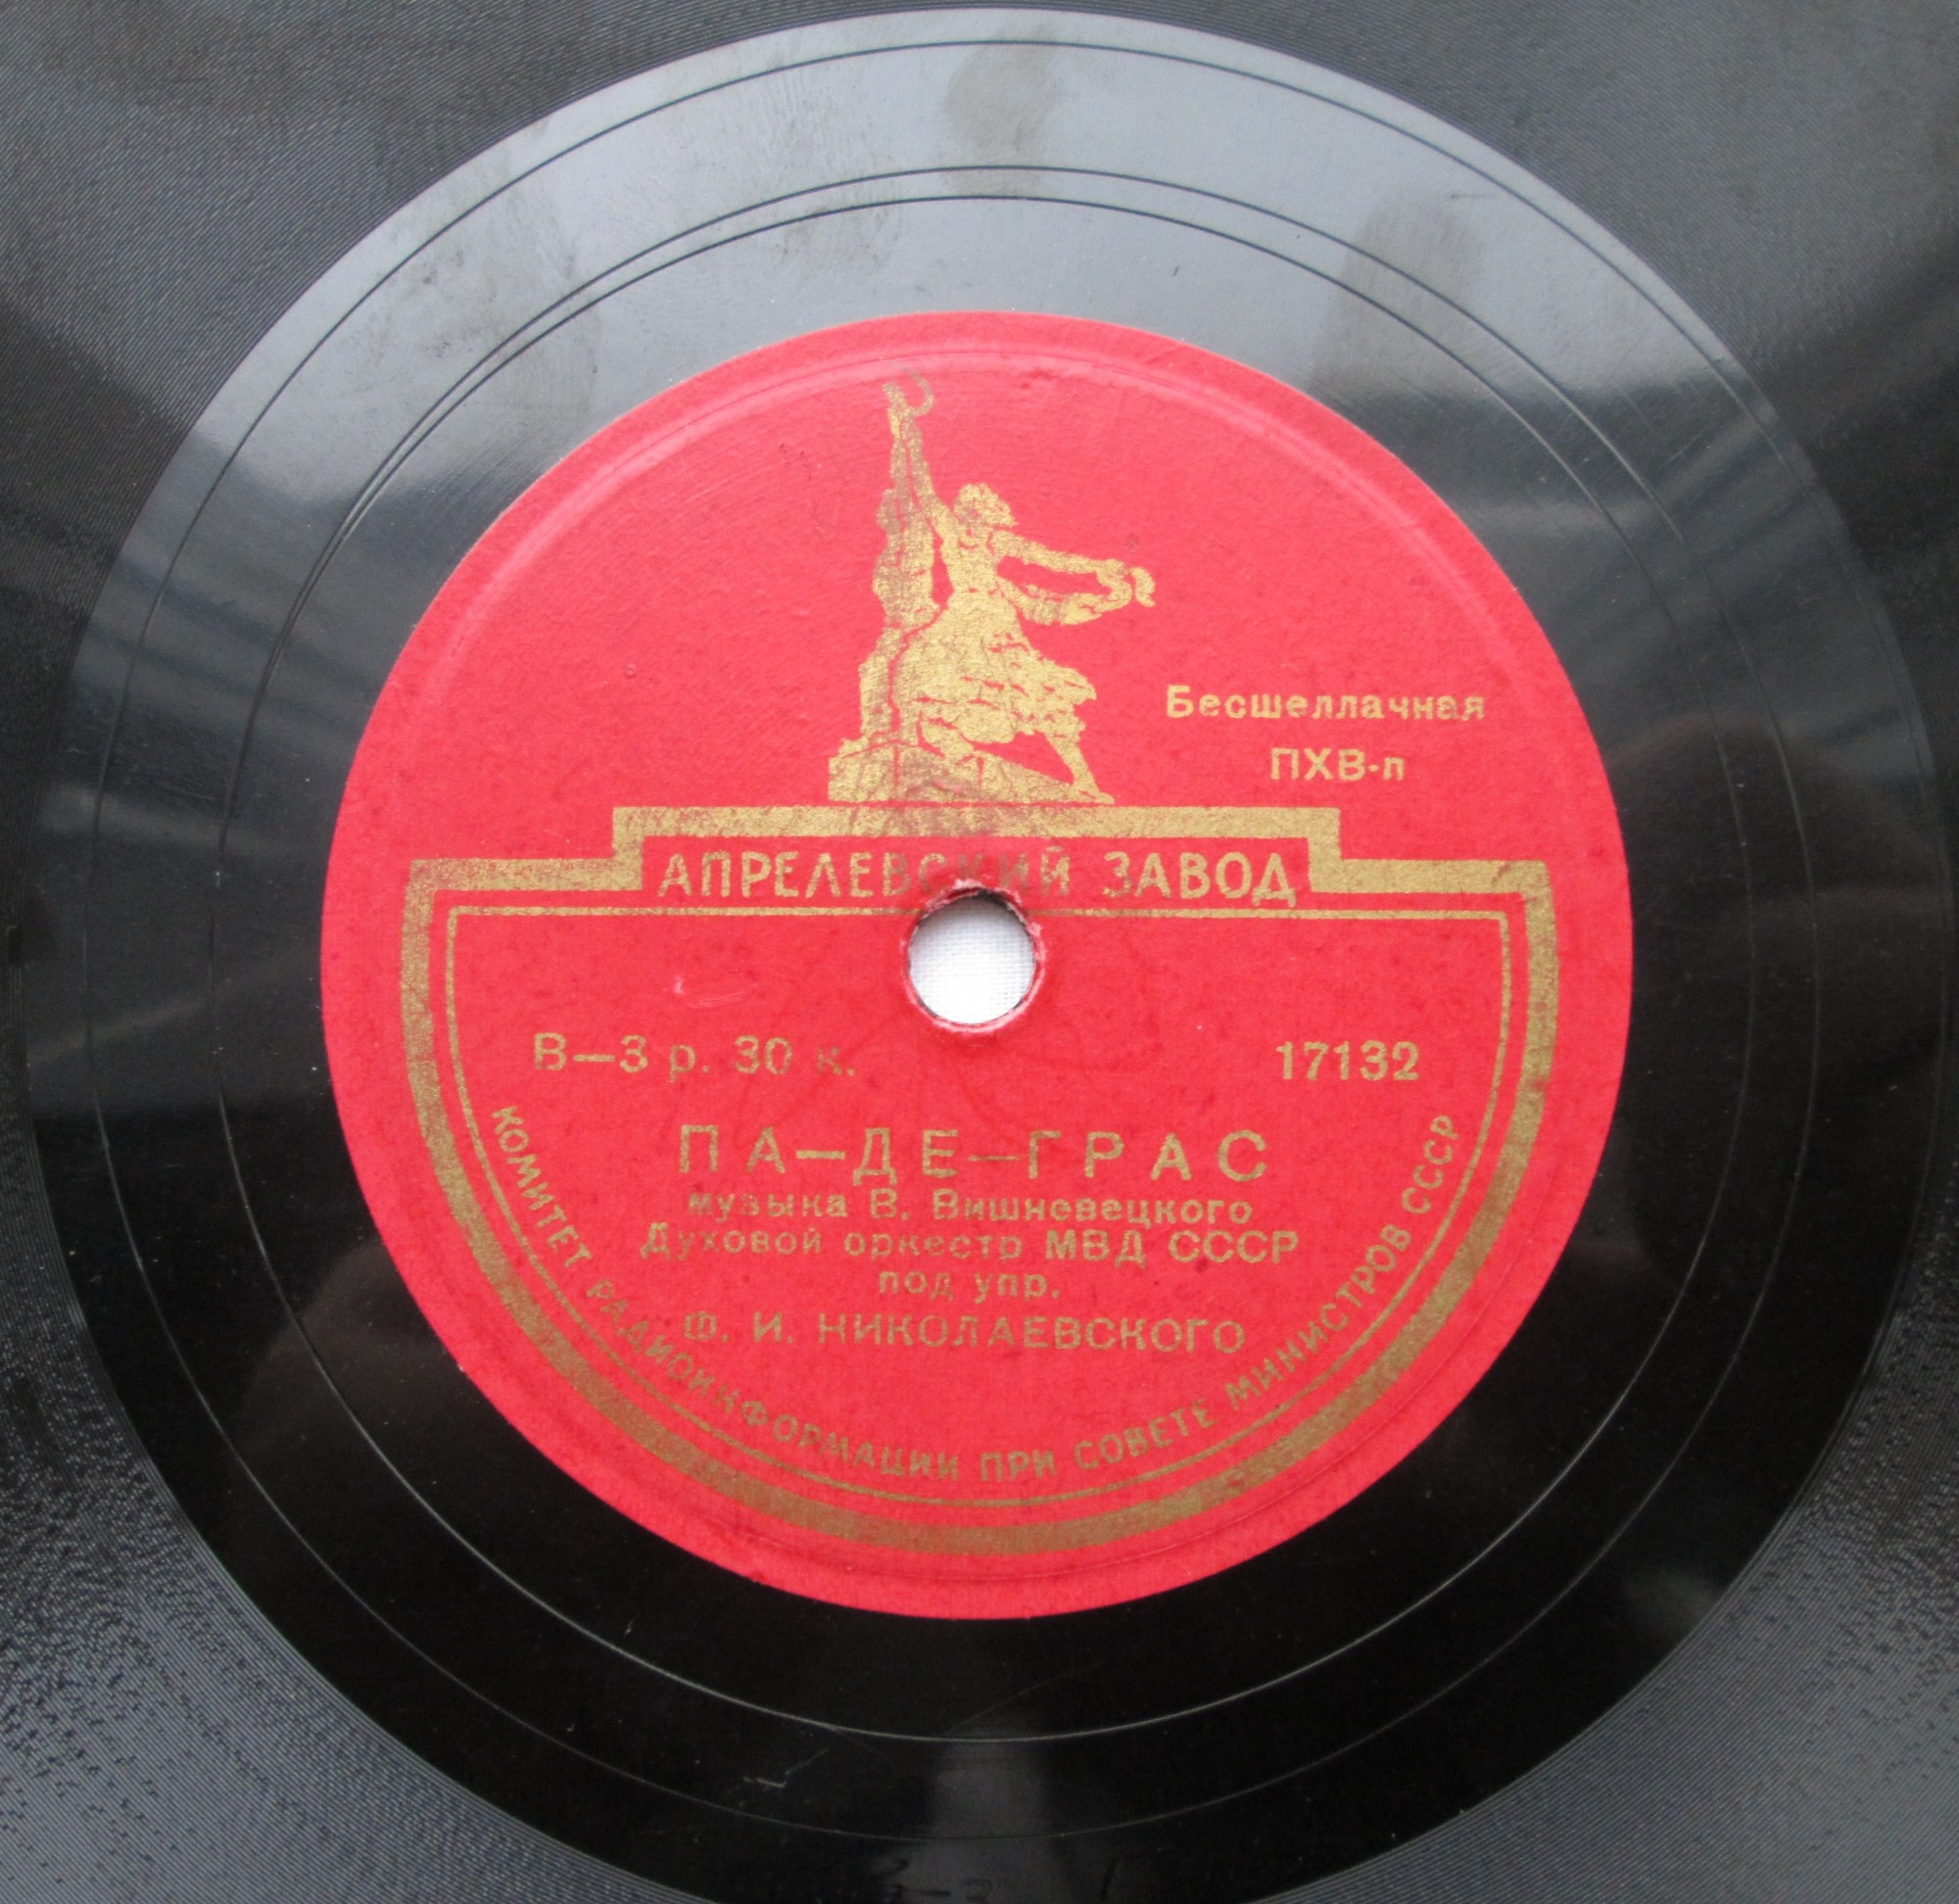 Бесшеллачная
ПХВ-п
АПРЕЛЕВСКИЙ ЗАВОД
В—3 р. 30 к. 17132
ПА—ДЕ—ГРАС
музыка В. Вишневецкого
Духовой оркестр МВД СССР
под упр.
Ф. И. НИКОЛАЕВСКОГО
КОМИТЕТ РАДИОИНФОРМАЦИИ ПРИ СОВЕТЕ МИНИСТРОВ СССР